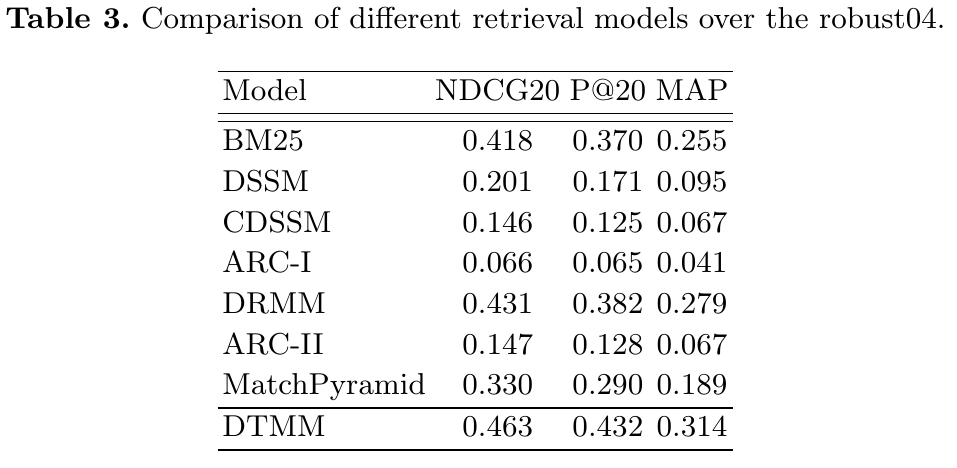 Table 3. Comparison of different retrieval models over the robust04.
Model NDCG20 P@20 MAP
BM25 0.418 0.370 0.255
DSSM 0.201 0.171 0.095
CDSSM 0.146 0.125 0.067
ARC-I 0.066 0.065 0.041
DRMM 0.431 0.382 0.279
ARC-II 0.147 0.128 0.067
MatchPyramid 0.330 0.290 0.189
DTMM 0.463 0.432 0.314